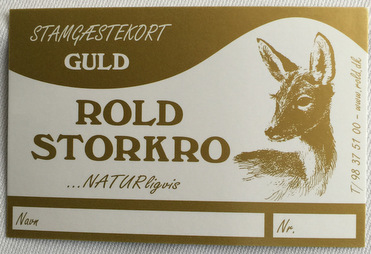 STAMGÆSTEKORT
GULD
ROLD
STORKRO
...NATURligvis
T/ 98 37 51 00 - www.rold.dk
Navn
Nr.